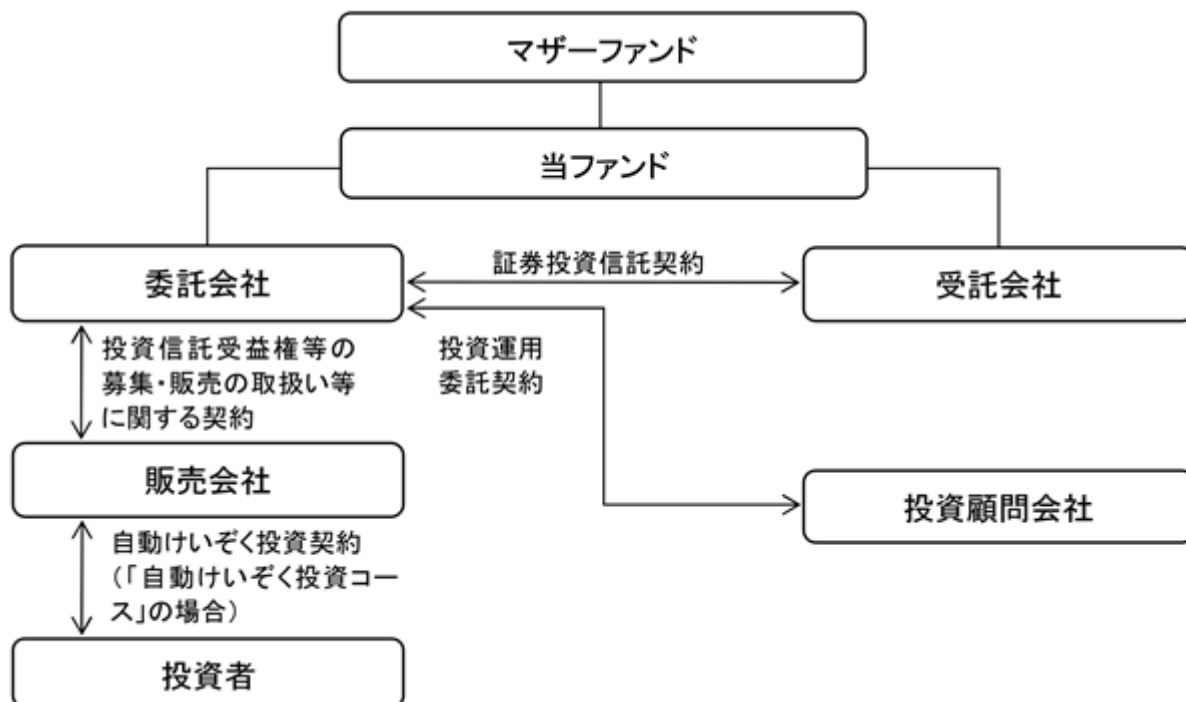 マザーファンド
当ファンド
委託会社
証券投資信託契約
受託会社
投資信託受益権等の
募集・販売の取扱い等
に関する契約
投資運用
委託契約
販売会社
投資顧問会社
自動けいぞく投資契約
（「自動けいぞく投資コー
ス」の場合）
投資者